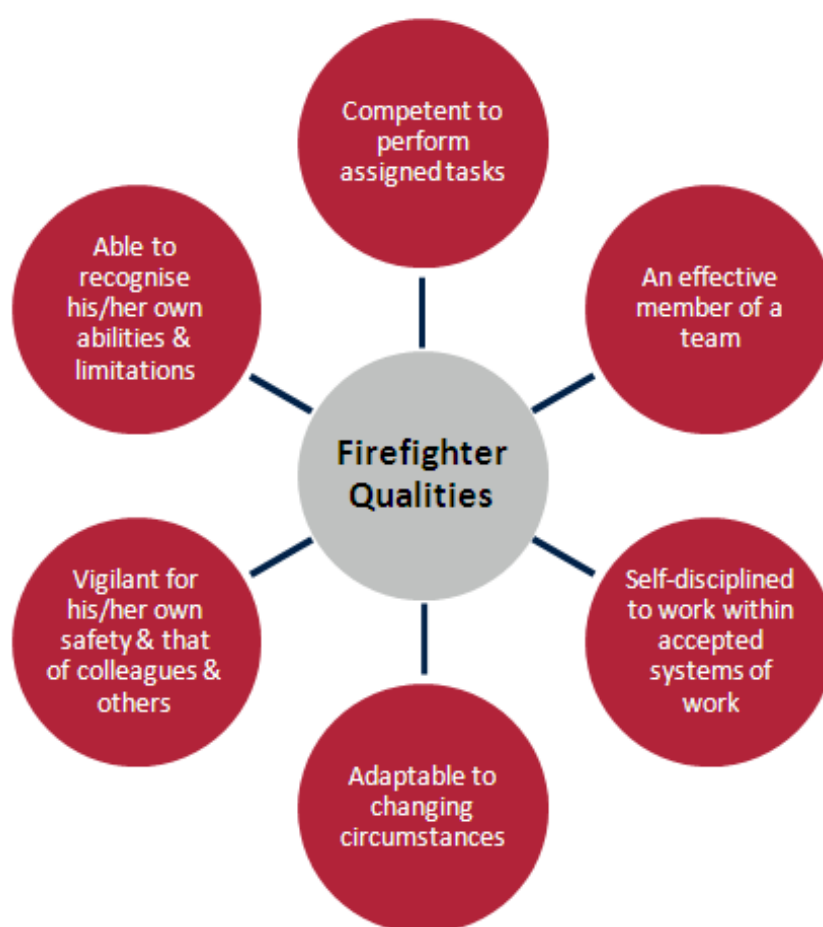 Competent to
perform
assigned tasks
An effective
member of a
team
Self-disciplined
to work within
accepted
systems of
work
Adaptable to
changing
circumstances
Vigilant for
his/her own
safety & that
of colleagues &
others
Able to
recognise
his/her own
abilities &
limitations
Firefighter
Qualities